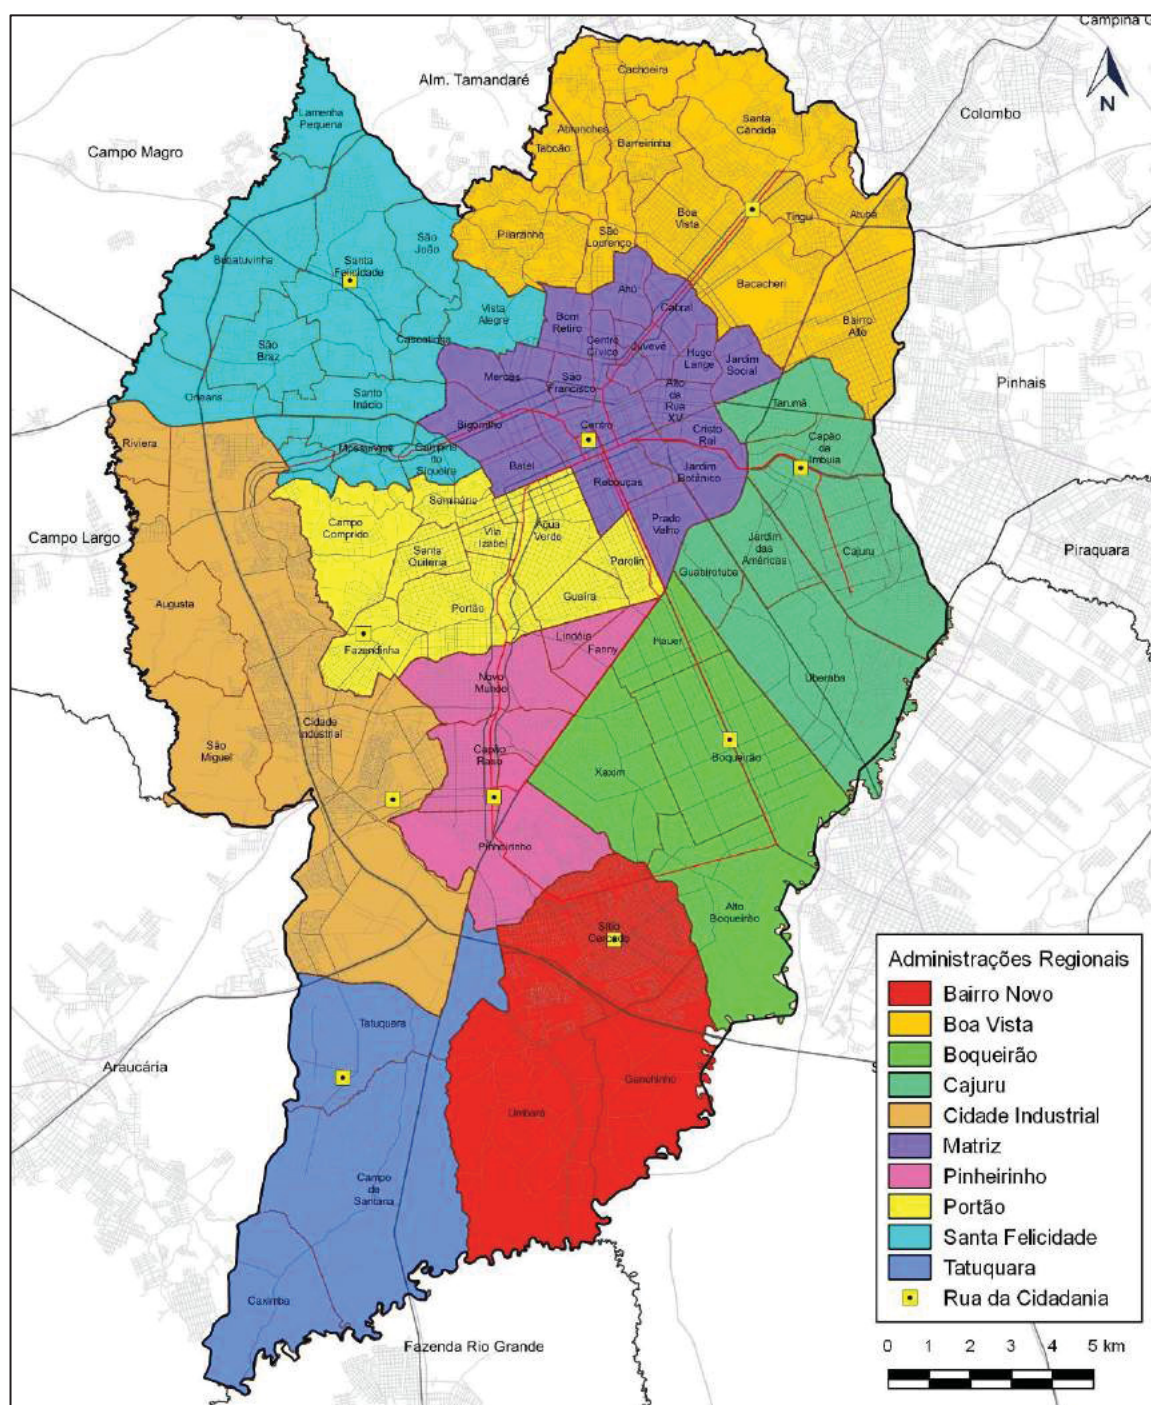 Campina G
Alm. Tamandaré
Colombo
N
Campo Magro
Cachoeira
Lamenha
Pequena
Santa
Cândida
Abranches
Taboão
Barreirinha
Boa
Vista
Tingui
Atuba
Pilarzinho
São
Lourenço
São
João
Butiatuvinha
Santa
Felicidade
Bacacheri
Bairro
Alto
Vista
Alegre
Ahú
Cabral
Bom
Retiro
Centro
Cívico
Juvevê
Hugo
Lange
Jardim
Social
Cascatinha
São
Braz
Mercês
São
Francisco
Alto
da
Rua
XV
Pinhais
Orleans
Santo
Inácio
Tarumã
Riviera
Mossunguê
Campina
do
Siqueira
Bigorrilho
Centro
Cristo
Rei
Capão
da
Imbuia
Batel
Rebouças
Jardim
Botânico
Seminário
Campo Largo
Campo
Comprido
Vila
Izabel
Água
Verde
Prado
Velho
Jardim
das
Américas
Cajuru
Piraquara
Santa
Quitéria
Parolin
Guabirotuba
Augusta
Portão
Guaíra
Fazendinha
Lindóia
Fanny
Hauer
Novo
Mundo
Uberaba
São
Miguel
Cidade
Industrial
Capão
Raso
Xaxim
Boqueirão
Pinheirinho
Alto
Boqueirão
Sítio
Cercado
Tatuquara
Araucária
S
Ganchinho
Umbará
Campo
de
Santana
Caximba
Fazenda Rio Grande
Administrações Regionais
Bairro Novo
Boa Vista
Boqueirão
Cajuru
Cidade Industrial
Matriz
Pinheirinho
Portão
Santa Felicidade
Tatuquara
Rua da Cidadania
0 1 2 3 4 5 km